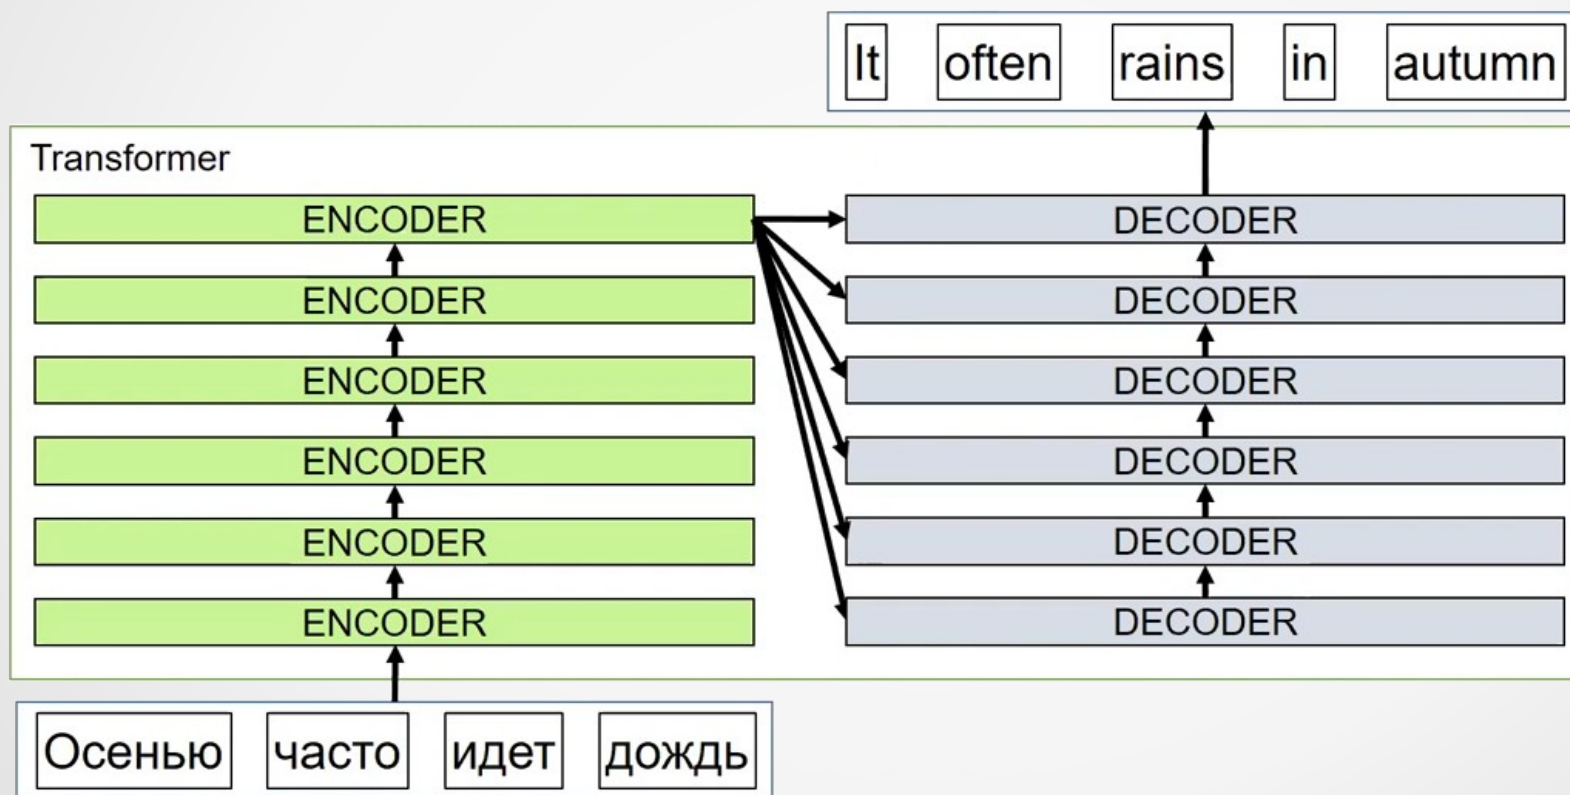 It often rains in autumn
Transformer
ENCODER DECODER
ENCODER DECODER
ENCODER DECODER
ENCODER DECODER
ENCODER DECODER
ENCODER DECODER
Осенью часто идет дождь